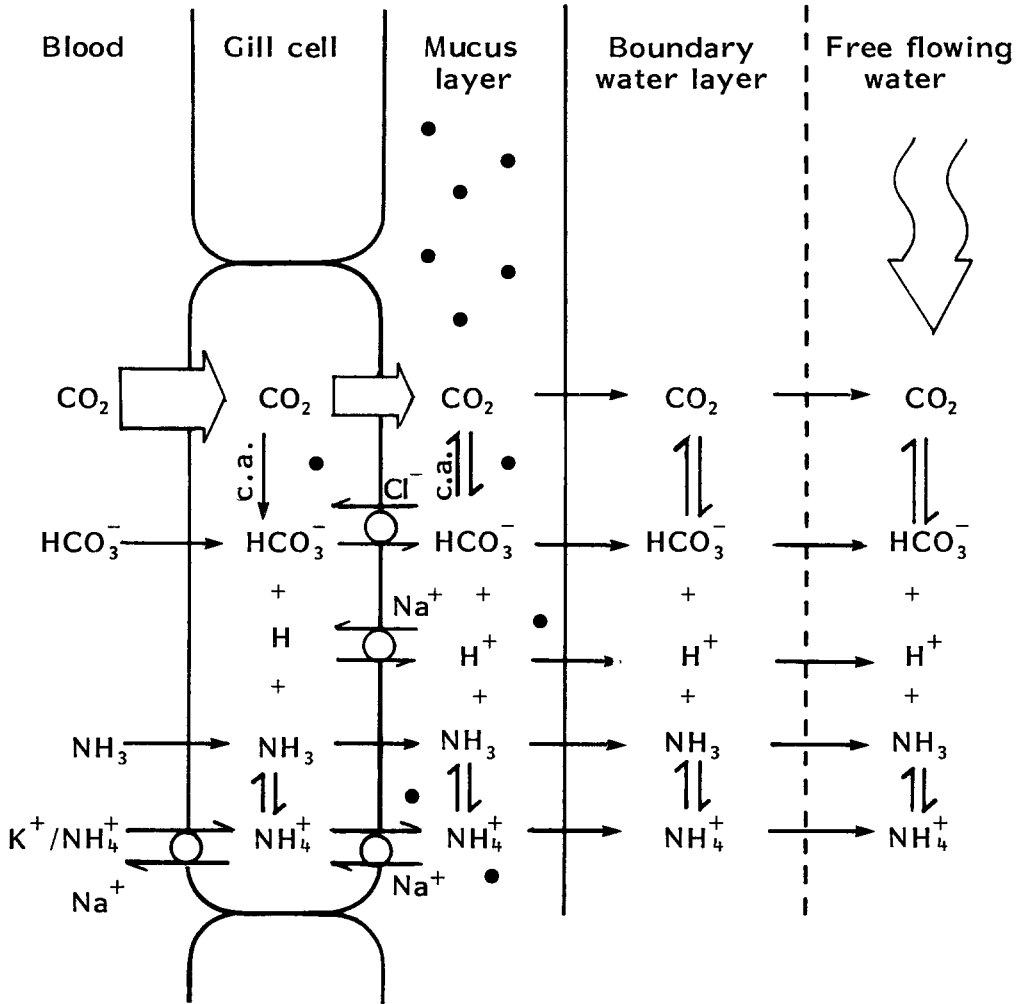 Blood Gill cell Mucus Boundary Free flowing
layer water layer water
CO₂ CO₂ CO₂ CO₂ CO₂
c.a. c.a.
Cl⁻
HCO₃⁻ HCO₃⁻ HCO₃⁻ HCO₃⁻ HCO₃⁻
+ + + +
Na⁺
H H⁺ H⁺ H⁺
+ + + +
NH₃ NH₃ NH₃ NH₃ NH₃
K⁺/NH₄⁺ NH₄⁺ NH₄⁺ NH₄⁺ NH₄⁺
Na⁺ Na⁺